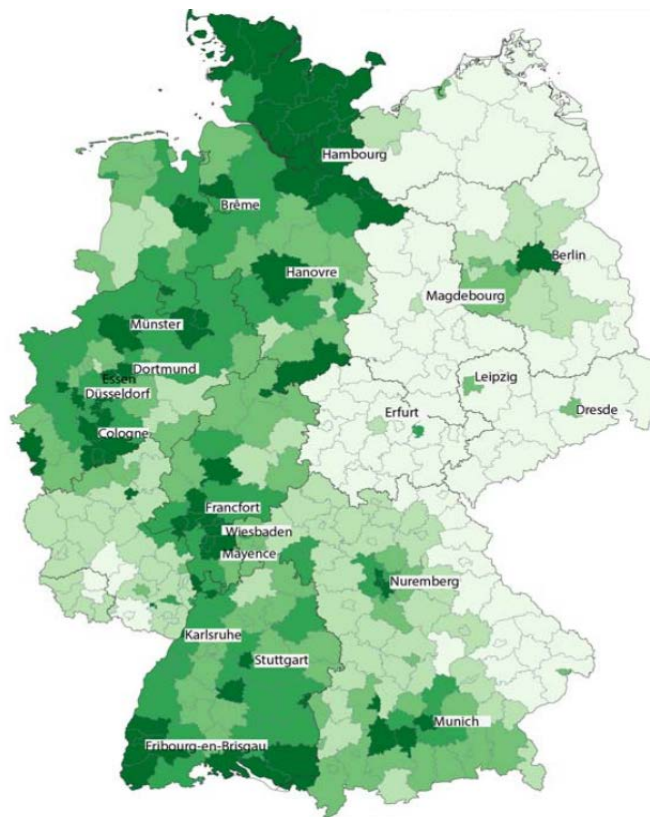 Hambourg
Brême
Berlin
Hanovre
Magdebourg
Münster
Dortmund
Essen
Düsseldorf
Leipzig
Dresde
Erfurt
Cologne
Francfort
Wiesbaden
Mayence
Nuremberg
Karlsruhe
Stuttgart
Munich
Fribourg-en-Brisgau